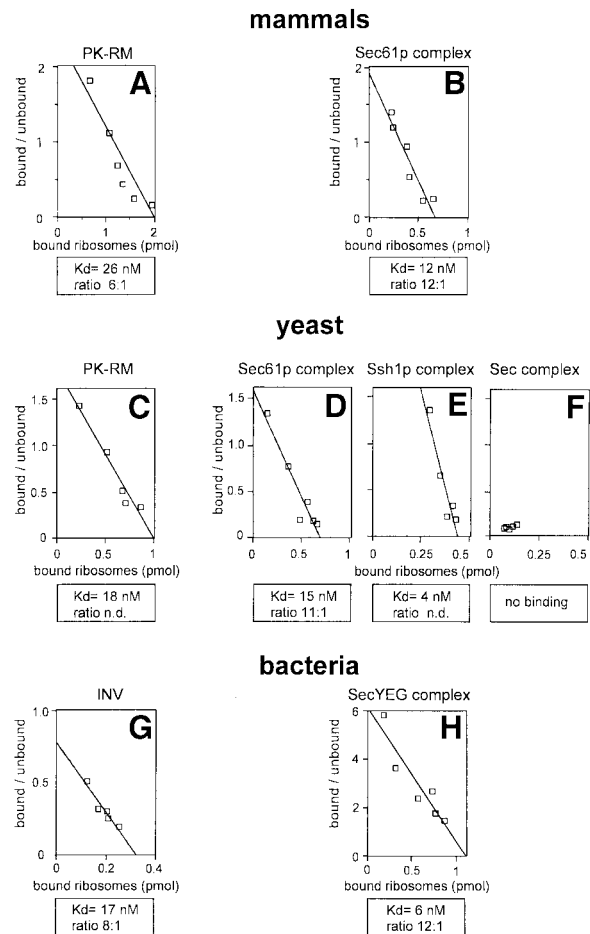 mammals
PK-RM
Sec61p complex
A
B
bound / unbound
2
1
0
0 1 2
bound ribosomes (pmol)
Kd= 26 nM
ratio 6:1
bound / unbound
2
1
0
0 0.5 1
bound ribosomes (pmol)
Kd= 12 nM
ratio 12:1
yeast
PK-RM
Sec61p complex
Ssh1p complex
Sec complex
C
D
E
F
bound / unbound
1.5
1.0
0.5
0
0 0.5 1
bound ribosomes (pmol)
Kd= 18 nM
ratio n.d.
bound / unbound
1.5
1.0
0.5
0
0 0.5 1
0 0.25 0.5
0 0.25 0.5
bound ribosomes (pmol)
Kd= 15 nM
ratio 11:1
Kd= 4 nM
ratio n.d.
no binding
bacteria
INV
SecYEG complex
G
H
bound / unbound
1.0
0.5
0
0 0.2 0.4
bound ribosomes (pmol)
Kd= 17 nM
ratio 8:1
bound / unbound
6
4
2
0
0 0.5 1
bound ribosomes (pmol)
Kd= 6 nM
ratio 12:1